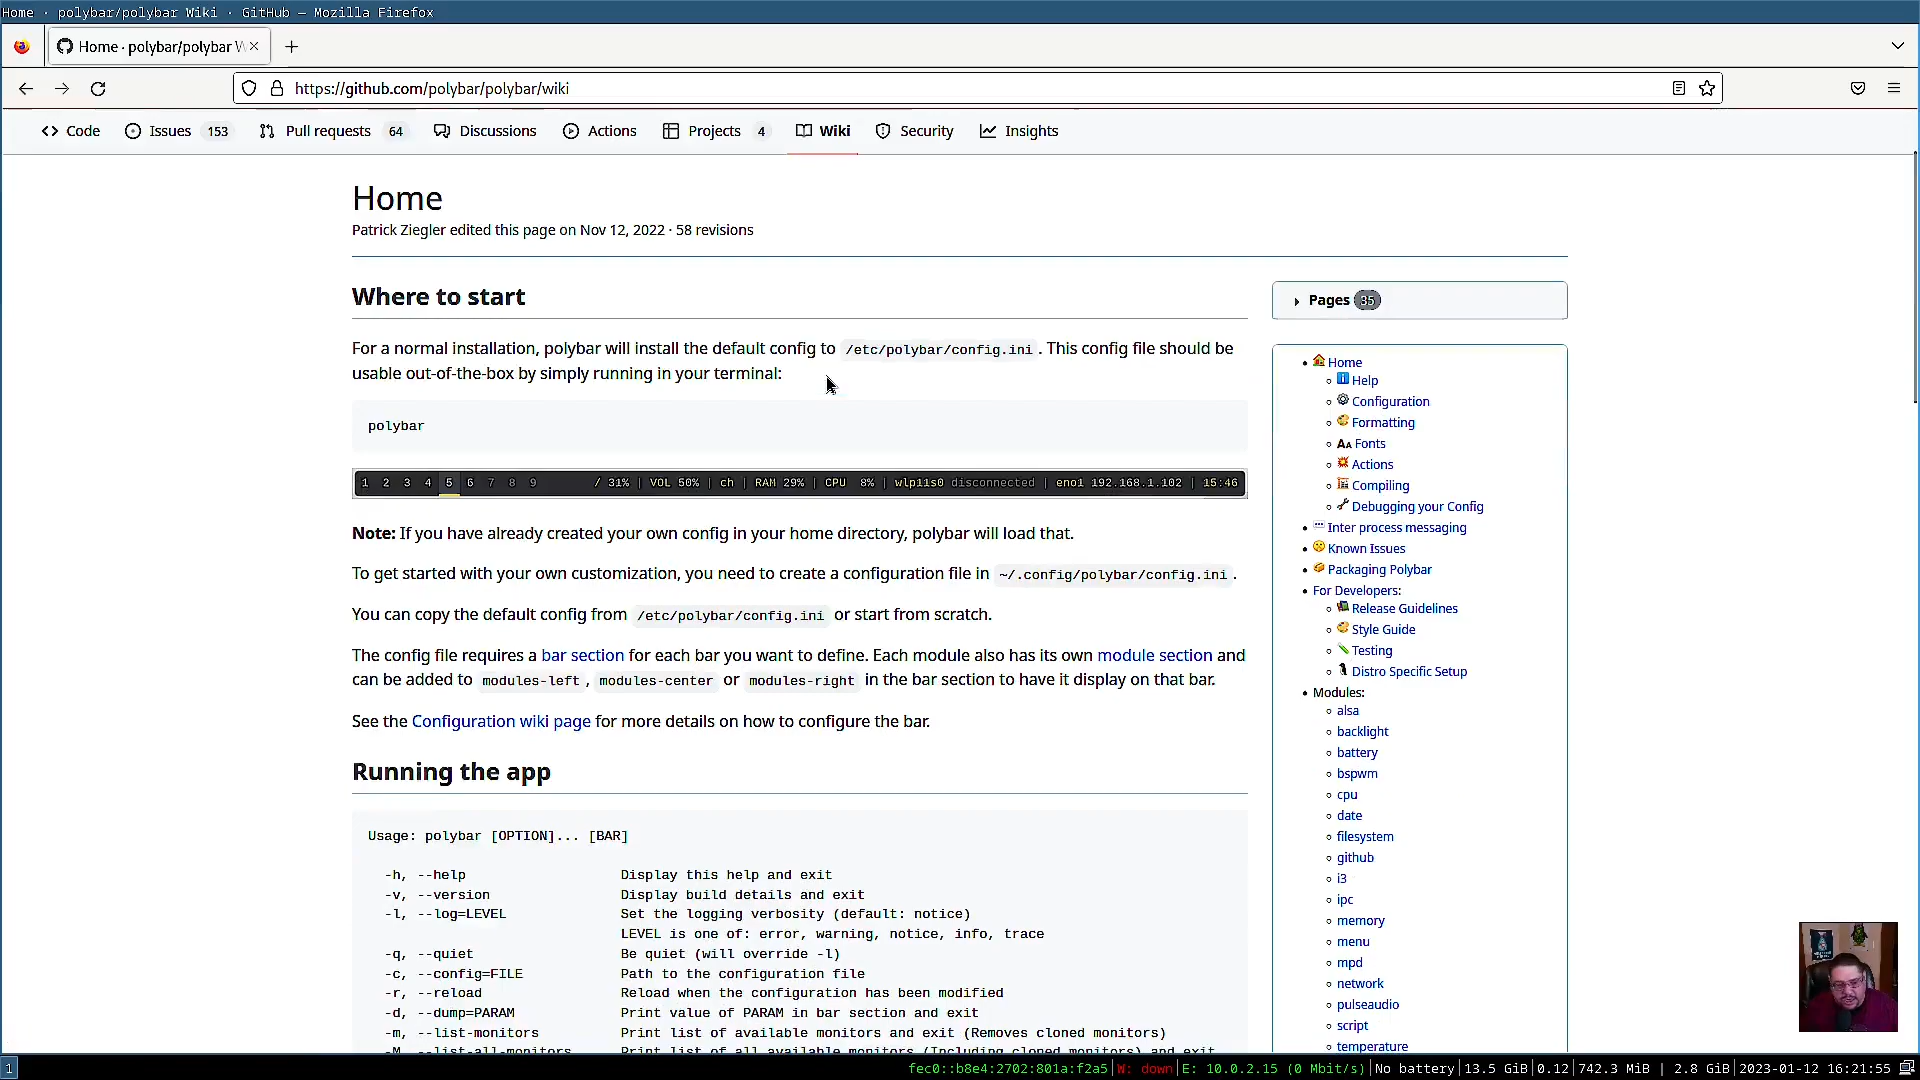 Home · polybar/polybar Wiki · GitHub — Mozilla Firefox
Home · polybar/polybar W
https://github.com/polybar/polybar/wiki
Code Issues 153 Pull requests 64 Discussions Actions Projects 4 Wiki Security Insights
Home
Patrick Ziegler edited this page on Nov 12, 2022 · 58 revisions
Where to start
For a normal installation, polybar will install the default config to /etc/polybar/config.ini . This config file should be
usable out-of-the-box by simply running in your terminal:
polybar
1 2 3 4 5 6 7 8 9 / 31% | VOL 50% | ch | RAM 29% | CPU 8% | wlp11s0 disconnected | eno1 192.168.1.102 | 15:46
Note: If you have already created your own config in your home directory, polybar will load that.
To get started with your own customization, you need to create a configuration file in ~/.config/polybar/config.ini .
You can copy the default config from /etc/polybar/config.ini or start from scratch.
The config file requires a bar section for each bar you want to define. Each module also has its own module section and
can be added to modules-left , modules-center or modules-right in the bar section to have it display on that bar.
See the Configuration wiki page for more details on how to configure the bar.
Running the app
Usage: polybar [OPTION]... [BAR]
-h, --help Display this help and exit
-v, --version Display build details and exit
-l, --log=LEVEL Set the logging verbosity (default: notice)
LEVEL is one of: error, warning, notice, info, trace
-q, --quiet Be quiet (will override -l)
-c, --config=FILE Path to the configuration file
-r, --reload Reload when the configuration has been modified
-d, --dump=PARAM Print value of PARAM in bar section and exit
-m, --list-monitors Print list of available monitors and exit (Removes cloned monitors)
-M, --list-all-monitors Print list of all available monitors (Including cloned monitors) and exit
Pages 35
Home
Help
Configuration
Formatting
Fonts
Actions
Compiling
Debugging your Config
Inter process messaging
Known Issues
Packaging Polybar
For Developers:
Release Guidelines
Style Guide
Testing
Distro Specific Setup
Modules:
alsa
backlight
battery
bspwm
cpu
date
filesystem
github
i3
ipc
memory
menu
mpd
network
pulseaudio
script
temperature
1 fec0::b8e4:2702:801a:f2a5|W: down|E: 10.0.2.15 (0 Mbit/s)|No battery|13.5 GiB|0.12|742.3 MiB | 2.8 GiB|2023-01-12 16:21:55